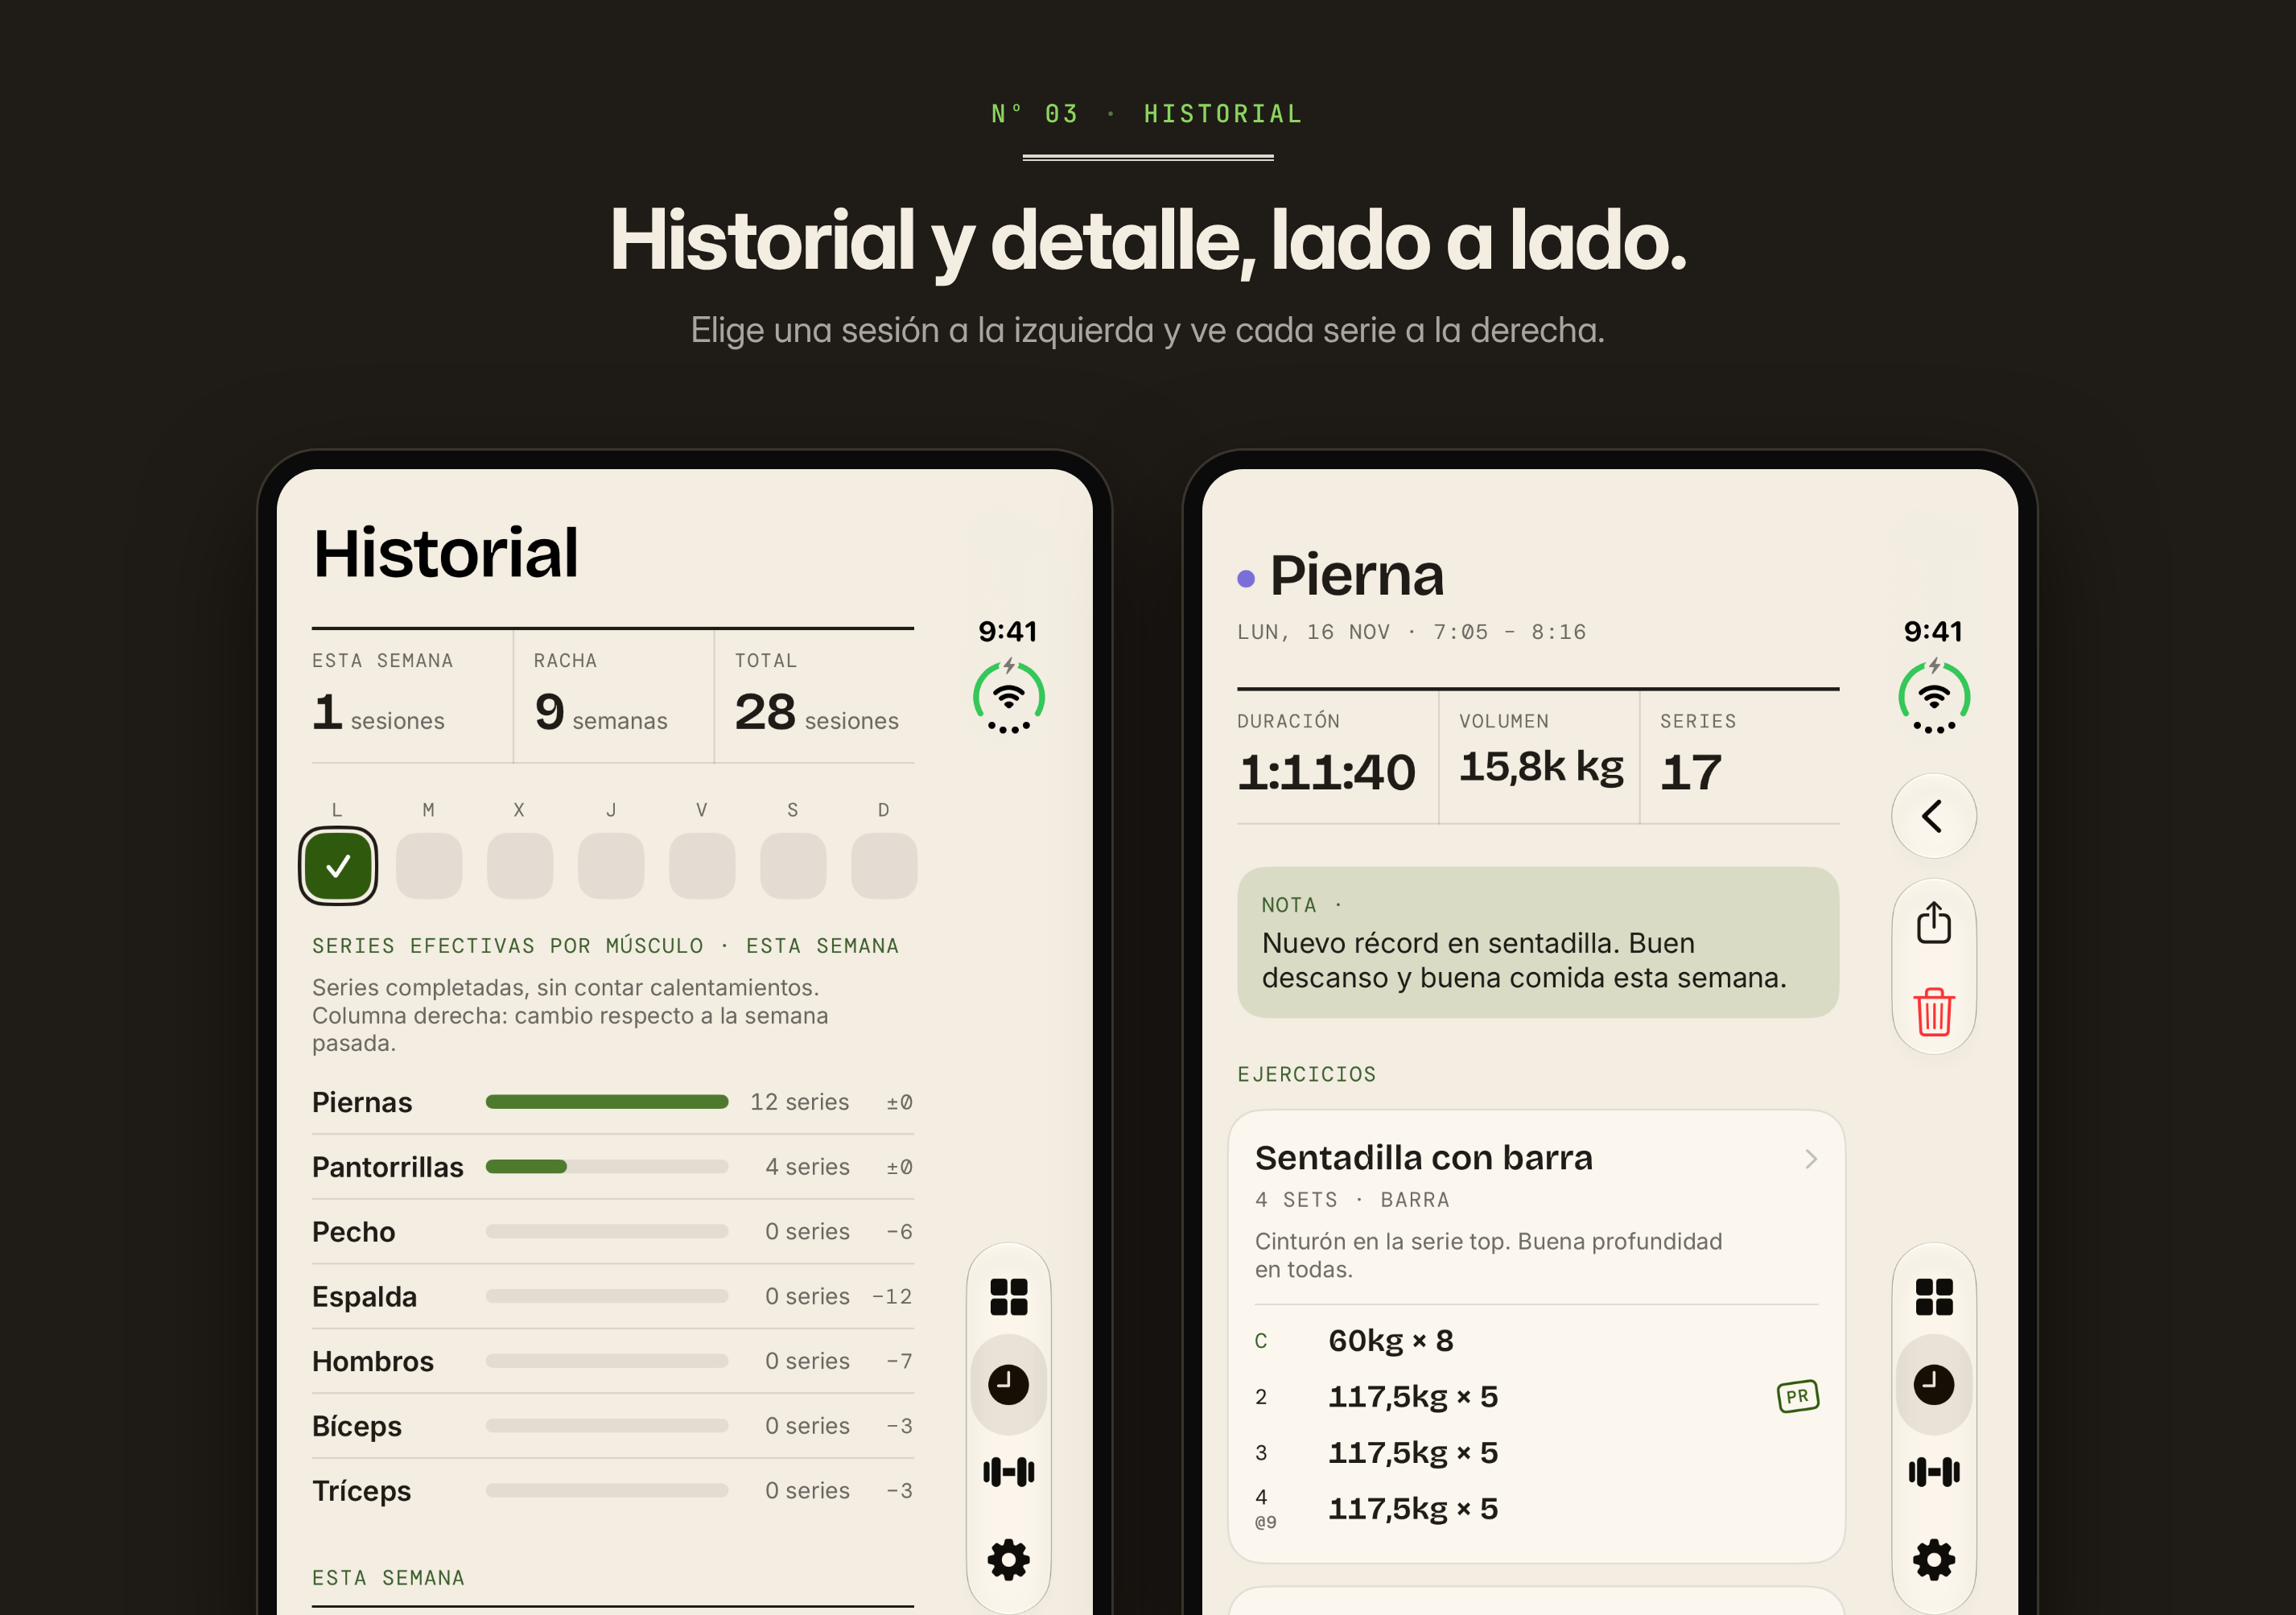 Nº 03 · HISTORIAL
Historial y detalle, lado a lado.
Elige una sesión a la izquierda y ve cada serie a la derecha.
Historial
9:41
ESTA SEMANA RACHA TOTAL
1 sesiones 9 semanas 28 sesiones
L M X J V S D
SERIES EFECTIVAS POR MÚSCULO · ESTA SEMANA
Series completadas, sin contar calentamientos.
Columna derecha: cambio respecto a la semana
pasada.
Piernas 12 series ±0
Pantorrillas 4 series ±0
Pecho 0 series −6
Espalda 0 series −12
Hombros 0 series −7
Bíceps 0 series −3
Tríceps 0 series −3
ESTA SEMANA
Pierna
LUN, 16 NOV · 7:05 – 8:16
9:41
DURACIÓN VOLUMEN SERIES
1:11:40 15,8k kg 17
NOTA ·
Nuevo récord en sentadilla. Buen
descanso y buena comida esta semana.
EJERCICIOS
Sentadilla con barra
4 SETS · BARRA
Cinturón en la serie top. Buena profundidad
en todas.
C 60kg × 8
2 117,5kg × 5 PR
3 117,5kg × 5
4 117,5kg × 5
@9